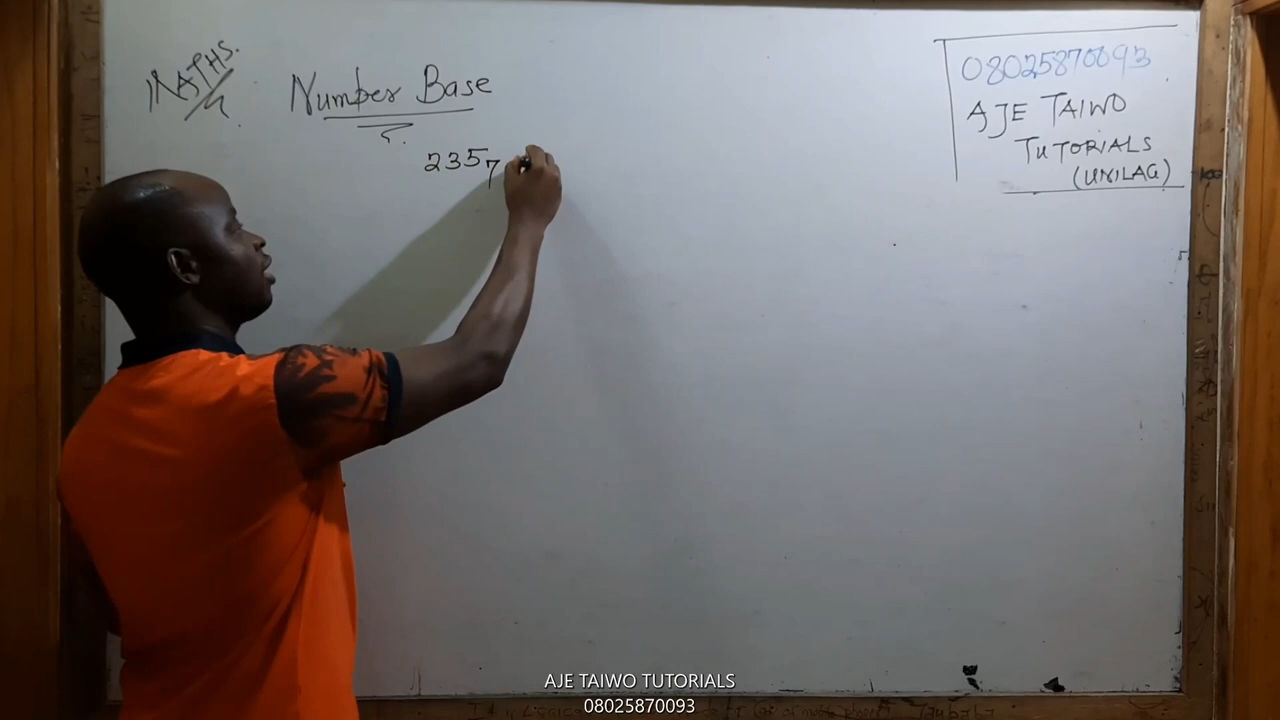 MATHS.
Number Base
235₇
08025870093
AJE TAIWO
TUTORIALS
(UNILAG)
AJE TAIWO TUTORIALS
08025870093